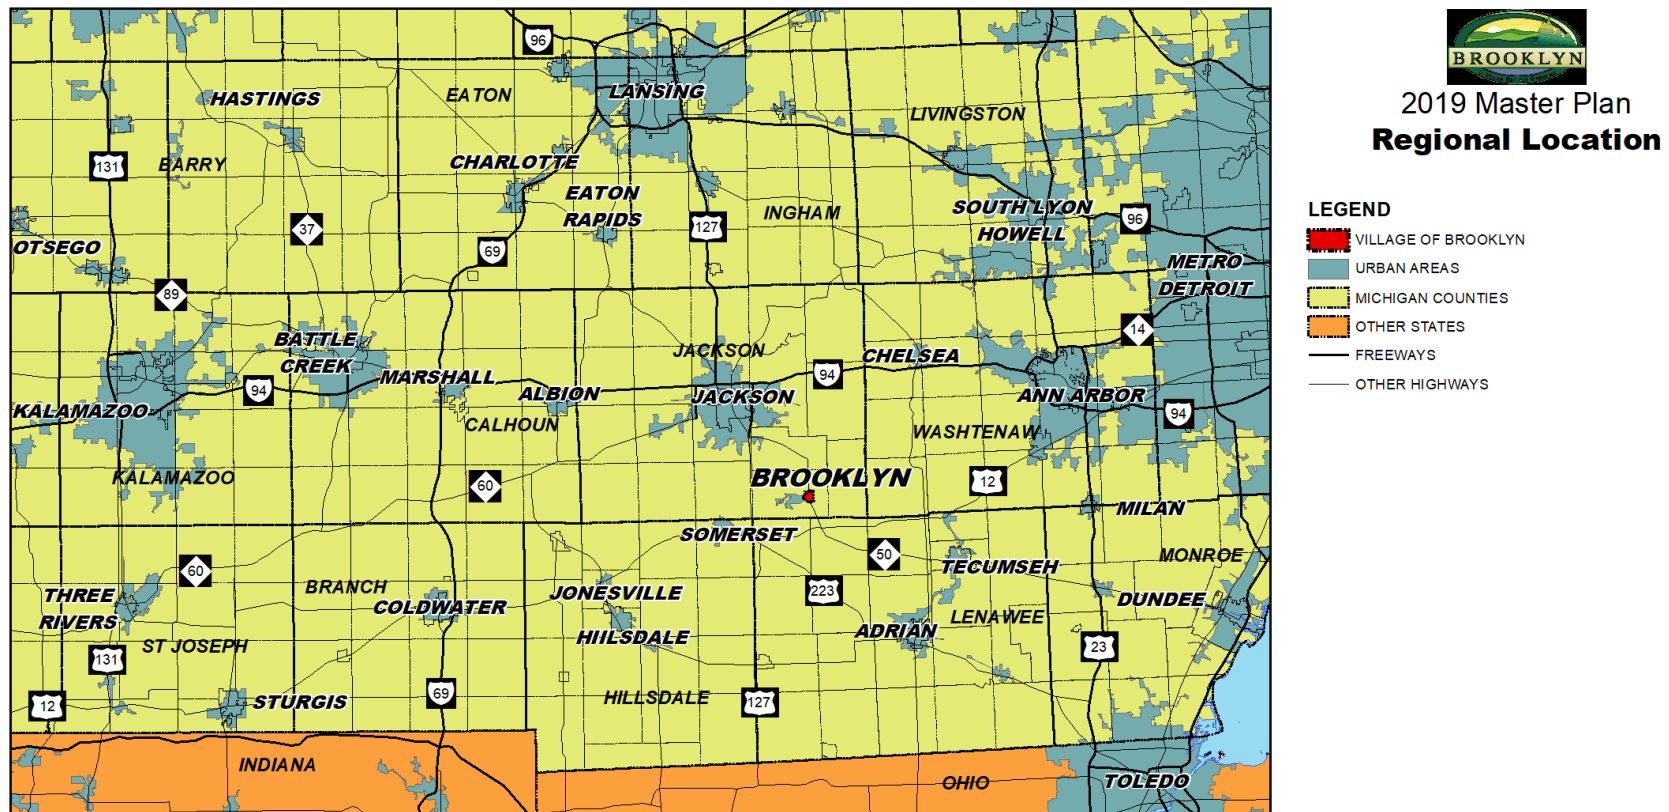 BROOKLYN
2019 Master Plan
Regional Location
LEGEND
VILLAGE OF BROOKLYN
URBAN AREAS
MICHIGAN COUNTIES
OTHER STATES
FREEWAYS
OTHER HIGHWAYS
96
HASTINGS
EATON
LANSING
LIVINGSTON
131
BARRY
CHARLOTTE
EATON
RAPIDS
37
INGHAM
127
SOUTH LYON
HOWELL
96
OTSEGO
69
METRO
DETROIT
89
14
BATTLE
CREEK
JACKSON
CHELSEA
94
MARSHALL
94
ALBION
JACKSON
ANN ARBOR
KALAMAZOO
94
CALHOUN
WASHTENAW
KALAMAZOO
60
BROOKLYN
12
MILAN
SOMERSET
50
MONROE
60
TECUMSEH
BRANCH
JONESVILLE
223
THREE
RIVERS
COLDWATER
DUNDEE
LENAWEE
HIILSDALE
ADRIAN
ST JOSEPH
131
23
69
HILLSDALE
127
12
STURGIS
INDIANA
OHIO
TOLEDO